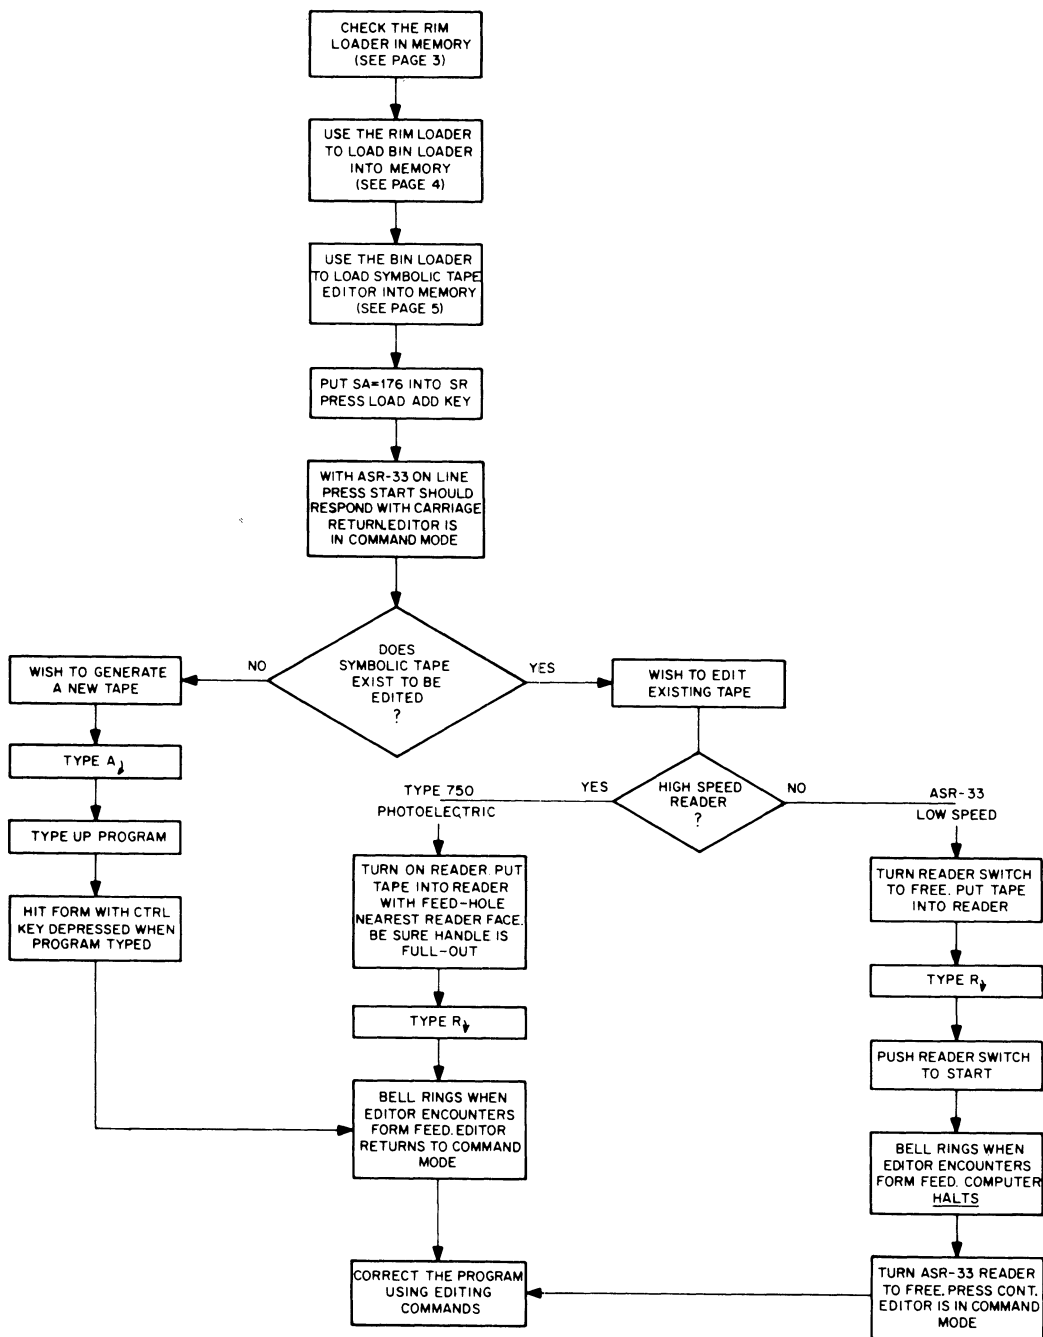 CHECK THE RIM
LOADER IN MEMORY
(SEE PAGE 3)
USE THE RIM LOADER
TO LOAD BIN LOADER
INTO MEMORY
(SEE PAGE 4)
USE THE BIN LOADER
TO LOAD SYMBOLIC TAPE
EDITOR INTO MEMORY
(SEE PAGE 5)
PUT SA=176 INTO SR
PRESS LOAD ADD KEY
WITH ASR-33 ON LINE
PRESS START SHOULD
RESPOND WITH CARRIAGE
RETURN.EDITOR IS
IN COMMAND MODE
DOES
SYMBOLIC TAPE
EXIST TO BE
EDITED
?
NO
YES
WISH TO GENERATE
A NEW TAPE
TYPE A↓
TYPE UP PROGRAM
HIT FORM WITH CTRL
KEY DEPRESSED WHEN
PROGRAM TYPED
WISH TO EDIT
EXISTING TAPE
HIGH SPEED
READER
?
YES
NO
TYPE 750
PHOTOELECTRIC
TURN ON READER. PUT
TAPE INTO READER
WITH FEED-HOLE
NEAREST READER FACE.
BE SURE HANDLE IS
FULL-OUT
TYPE R↓
BELL RINGS WHEN
EDITOR ENCOUNTERS
FORM FEED. EDITOR
RETURNS TO COMMAND
MODE
CORRECT THE PROGRAM
USING EDITING
COMMANDS
ASR-33
LOW SPEED
TURN READER SWITCH
TO FREE. PUT TAPE
INTO READER
TYPE R↓
PUSH READER SWITCH
TO START
BELL RINGS WHEN
EDITOR ENCOUNTERS
FORM FEED. COMPUTER
HALTS
TURN ASR-33 READER
TO FREE. PRESS CONT.
EDITOR IS IN COMMAND
MODE